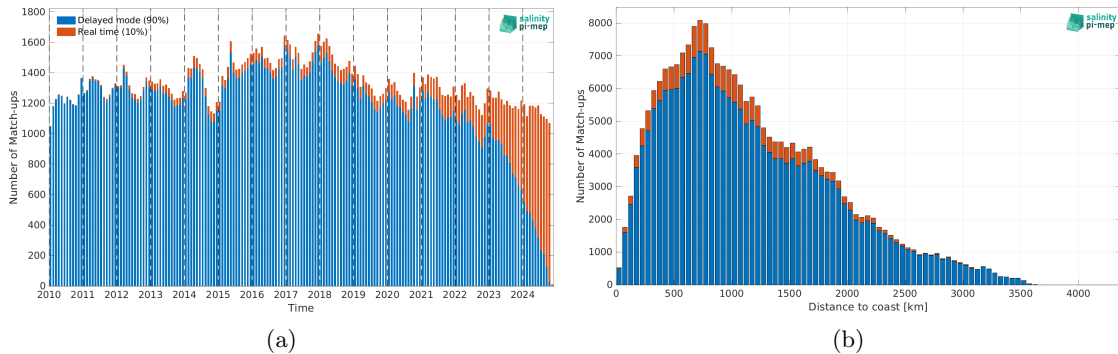 Number of Match-ups
1800
1600
1400
1200
1000
800
600
400
200
0
Delayed mode (90%)
Real time (10%)
salinity
pi-mep
2010 2011 2012 2013 2014 2015 2016 2017 2018 2019 2020 2021 2022 2023 2024
Time
(a)
Number of Match-ups
8000
7000
6000
5000
4000
3000
2000
1000
0
salinity
pi-mep
0 500 1000 1500 2000 2500 3000 3500 4000
Distance to coast [km]
(b)